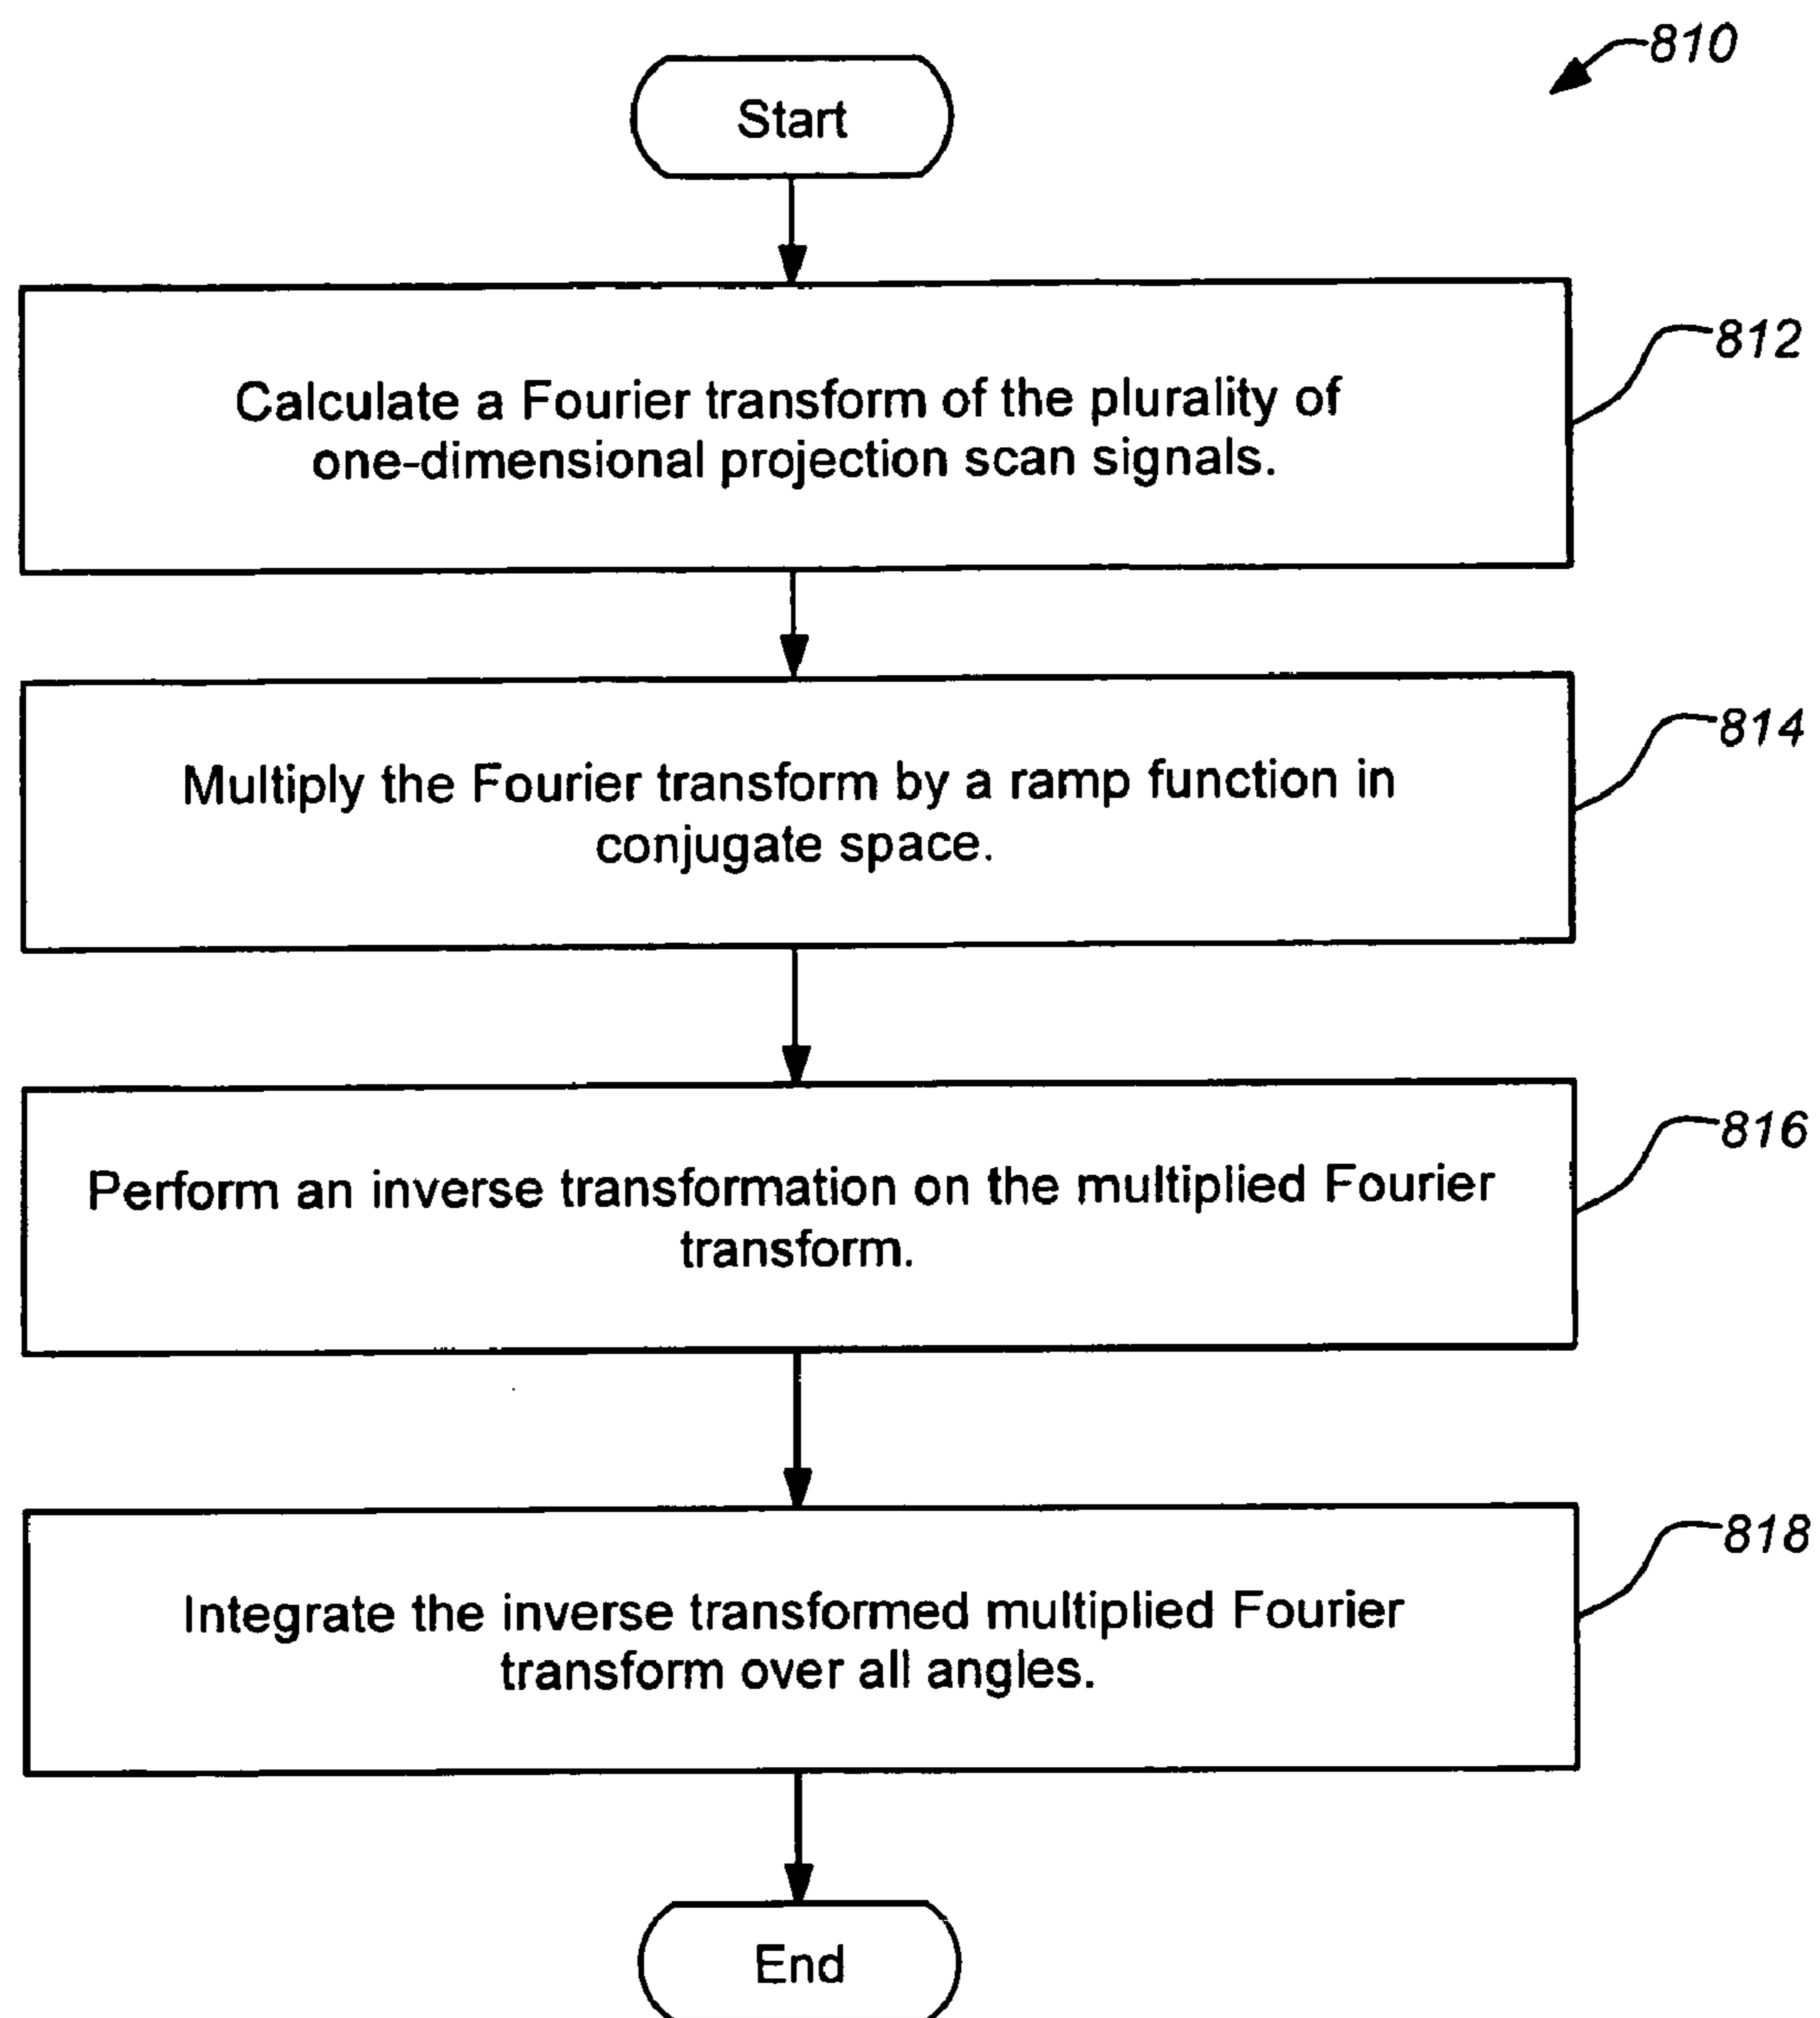 810
Start
812
Calculate a Fourier transform of the plurality of
one-dimensional projection scan signals.
814
Multiply the Fourier transform by a ramp function in
conjugate space.
816
Perform an inverse transformation on the multiplied Fourier
transform.
818
Integrate the inverse transformed multiplied Fourier
transform over all angles.
End